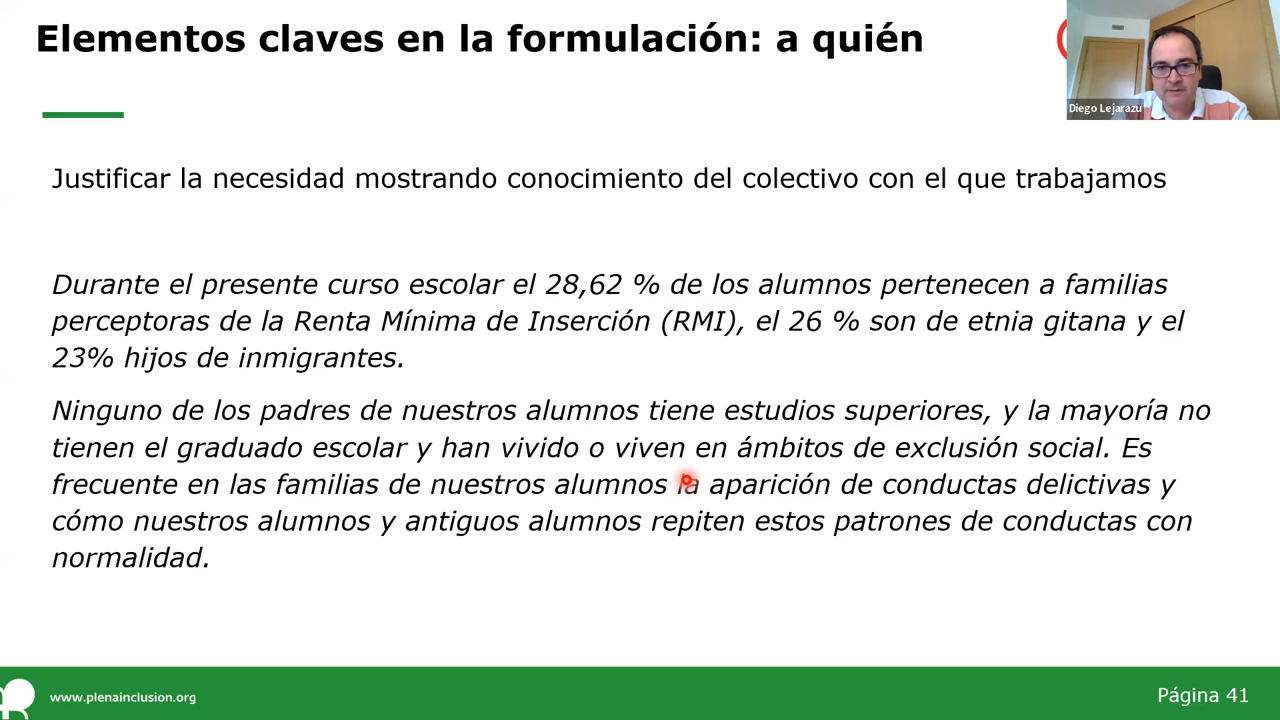 Elementos claves en la formulación: a quién
Diego Lejarazu
Justificar la necesidad mostrando conocimiento del colectivo con el que trabajamos
Durante el presente curso escolar el 28,62 % de los alumnos pertenecen a familias
perceptoras de la Renta Mínima de Inserción (RMI), el 26 % son de etnia gitana y el
23% hijos de inmigrantes.
Ninguno de los padres de nuestros alumnos tiene estudios superiores, y la mayoría no
tienen el graduado escolar y han vivido o viven en ámbitos de exclusión social. Es
frecuente en las familias de nuestros alumnos la aparición de conductas delictivas y
cómo nuestros alumnos y antiguos alumnos repiten estos patrones de conductas con
normalidad.
www.plenainclusion.org
Página 41